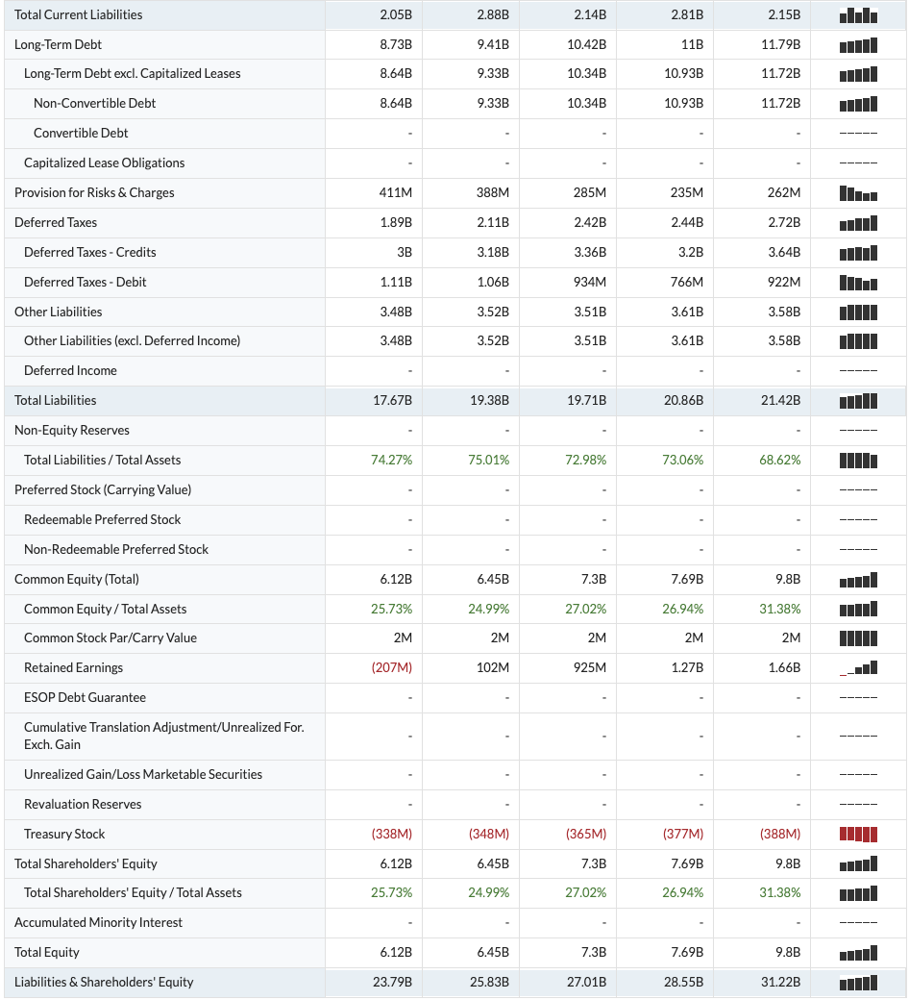 Total Current Liabilities 2.05B 2.88B 2.14B 2.81B 2.15B
Long-Term Debt 8.73B 9.41B 10.42B 11B 11.79B
Long-Term Debt excl. Capitalized Leases 8.64B 9.33B 10.34B 10.93B 11.72B
Non-Convertible Debt 8.64B 9.33B 10.34B 10.93B 11.72B
Convertible Debt - - - - -
Capitalized Lease Obligations - - - - -
Provision for Risks & Charges 411M 388M 285M 235M 262M
Deferred Taxes 1.89B 2.11B 2.42B 2.44B 2.72B
Deferred Taxes - Credits 3B 3.18B 3.36B 3.2B 3.64B
Deferred Taxes - Debit 1.11B 1.06B 934M 766M 922M
Other Liabilities 3.48B 3.52B 3.51B 3.61B 3.58B
Other Liabilities (excl. Deferred Income) 3.48B 3.52B 3.51B 3.61B 3.58B
Deferred Income - - - - -
Total Liabilities 17.67B 19.38B 19.71B 20.86B 21.42B
Non-Equity Reserves - - - - -
Total Liabilities / Total Assets 74.27% 75.01% 72.98% 73.06% 68.62%
Preferred Stock (Carrying Value) - - - - -
Redeemable Preferred Stock - - - - -
Non-Redeemable Preferred Stock - - - - -
Common Equity (Total) 6.12B 6.45B 7.3B 7.69B 9.8B
Common Equity / Total Assets 25.73% 24.99% 27.02% 26.94% 31.38%
Common Stock Par/Carry Value 2M 2M 2M 2M 2M
Retained Earnings (207M) 102M 925M 1.27B 1.66B
ESOP Debt Guarantee - - - - -
Cumulative Translation Adjustment/Unrealized For.
Exch. Gain - - - - -
Unrealized Gain/Loss Marketable Securities - - - - -
Revaluation Reserves - - - - -
Treasury Stock (338M) (348M) (365M) (377M) (388M)
Total Shareholders' Equity 6.12B 6.45B 7.3B 7.69B 9.8B
Total Shareholders' Equity / Total Assets 25.73% 24.99% 27.02% 26.94% 31.38%
Accumulated Minority Interest - - - - -
Total Equity 6.12B 6.45B 7.3B 7.69B 9.8B
Liabilities & Shareholders' Equity 23.79B 25.83B 27.01B 28.55B 31.22B